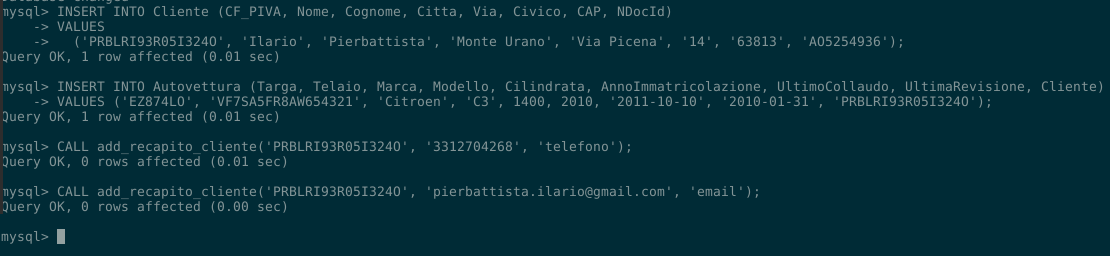 mysql> INSERT INTO Cliente (CF_PIVA, Nome, Cognome, Citta, Via, Civico, CAP, NDocId)
    -> VALUES
    ->  ('PRBLRI93R05I324O', 'Ilario', 'Pierbattista', 'Monte Urano', 'Via Picena', '14', '63813', 'AO5254936');
Query OK, 1 row affected (0.01 sec)
mysql> INSERT INTO Autovettura (Targa, Telaio, Marca, Modello, Cilindrata, AnnoImmatricolazione, UltimoCollaudo, UltimaRevisione, Cliente)
    -> VALUES ('EZ874LO', 'VF7SA5FR8AW654321', 'Citroen', 'C3', 1400, 2010, '2011-10-10', '2010-01-31', 'PRBLRI93R05I324O');
Query OK, 1 row affected (0.01 sec)
mysql> CALL add_recapito_cliente('PRBLRI93R05I324O', '3312704268', 'telefono');
Query OK, 0 rows affected (0.01 sec)
mysql> CALL add_recapito_cliente('PRBLRI93R05I324O', 'pierbattista.ilario@gmail.com', 'email');
Query OK, 0 rows affected (0.00 sec)
mysql>